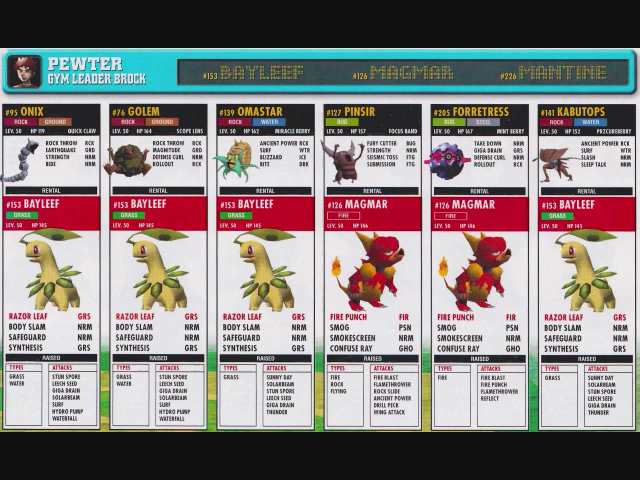 PEWTER
GYM LEADER BROCK
#153 BAYLEEF #126 MAGMAR #226 MANTINE
#95 ONIX
ROCK GROUND
LEV. 50 HP 119 QUICK CLAW
ROCK THROW RCK
EARTHQUAKE GRD
STRENGTH NRM
BIDE NRM
RENTAL
#153 BAYLEEF
GRASS
LEV. 50 HP 145
RAZOR LEAF GRS
BODY SLAM NRM
SAFEGUARD NRM
SYNTHESIS GRS
RAISED
TYPES ATTACKS
GRASS STUN SPORE
WATER LEECH SEED
GIGA DRAIN
SOLARBEAM
SURF
HYDRO PUMP
WATERFALL
#76 GOLEM
ROCK GROUND
LEV. 50 HP 164 SCOPE LENS
ROCK THROW RCK
MAGNITUDE GRD
DEFENSE CURL NRM
ROLLOUT RCK
RENTAL
#153 BAYLEEF
GRASS
LEV. 50 HP 145
RAZOR LEAF GRS
BODY SLAM NRM
SAFEGUARD NRM
SYNTHESIS GRS
RAISED
TYPES ATTACKS
GRASS STUN SPORE
WATER LEECH SEED
GIGA DRAIN
SOLARBEAM
SURF
HYDRO PUMP
WATERFALL
#139 OMASTAR
ROCK WATER
LEV. 50 HP 162 MIRACLE BERRY
ANCIENT POWER RCK
SURF WTR
BLIZZARD ICE
BITE DRK
RENTAL
#153 BAYLEEF
GRASS
LEV. 50 HP 145
RAZOR LEAF GRS
BODY SLAM NRM
SAFEGUARD NRM
SYNTHESIS GRS
RAISED
TYPES ATTACKS
GRASS SUNNY DAY
SOLARBEAM
STUN SPORE
LEECH SEED
GIGA DRAIN
THUNDER
#127 PINSIR
BUG
LEV. 50 HP 157 FOCUS BAND
FURY CUTTER BUG
STRENGTH NRM
SEISMIC TOSS FTG
SUBMISSION FTG
RENTAL
#126 MAGMAR
FIRE
LEV. 50 HP 146
FIRE PUNCH FIR
SMOG PSN
SMOKESCREEN NRM
CONFUSE RAY GHO
RAISED
TYPES ATTACKS
FIRE FIRE BLAST
ROCK FLAMETHROWER
FLYING ROCK SLIDE
ANCIENT POWER
DRILL PECK
WING ATTACK
#205 FORRETRESS
BUG STEEL
LEV. 50 HP 167 MINT BERRY
TAKE DOWN NRM
GIGA DRAIN GRS
DEFENSE CURL NRM
ROLLOUT RCK
RENTAL
#126 MAGMAR
FIRE
LEV. 50 HP 146
FIRE PUNCH FIR
SMOG PSN
SMOKESCREEN NRM
CONFUSE RAY GHO
RAISED
TYPES ATTACKS
FIRE FIRE BLAST
FIRE PUNCH
FLAMETHROWER
REFLECT
#141 KABUTOPS
ROCK WATER
LEV. 50 HP 152 PRZCUREBERRY
ANCIENT POWER RCK
SURF WTR
SLASH NRM
SLEEP TALK NRM
RENTAL
#153 BAYLEEF
GRASS
LEV. 50 HP 145
RAZOR LEAF GRS
BODY SLAM NRM
SAFEGUARD NRM
SYNTHESIS GRS
RAISED
TYPES ATTACKS
GRASS SUNNY DAY
SOLARBEAM
STUN SPORE
LEECH SEED
GIGA DRAIN
THUNDER